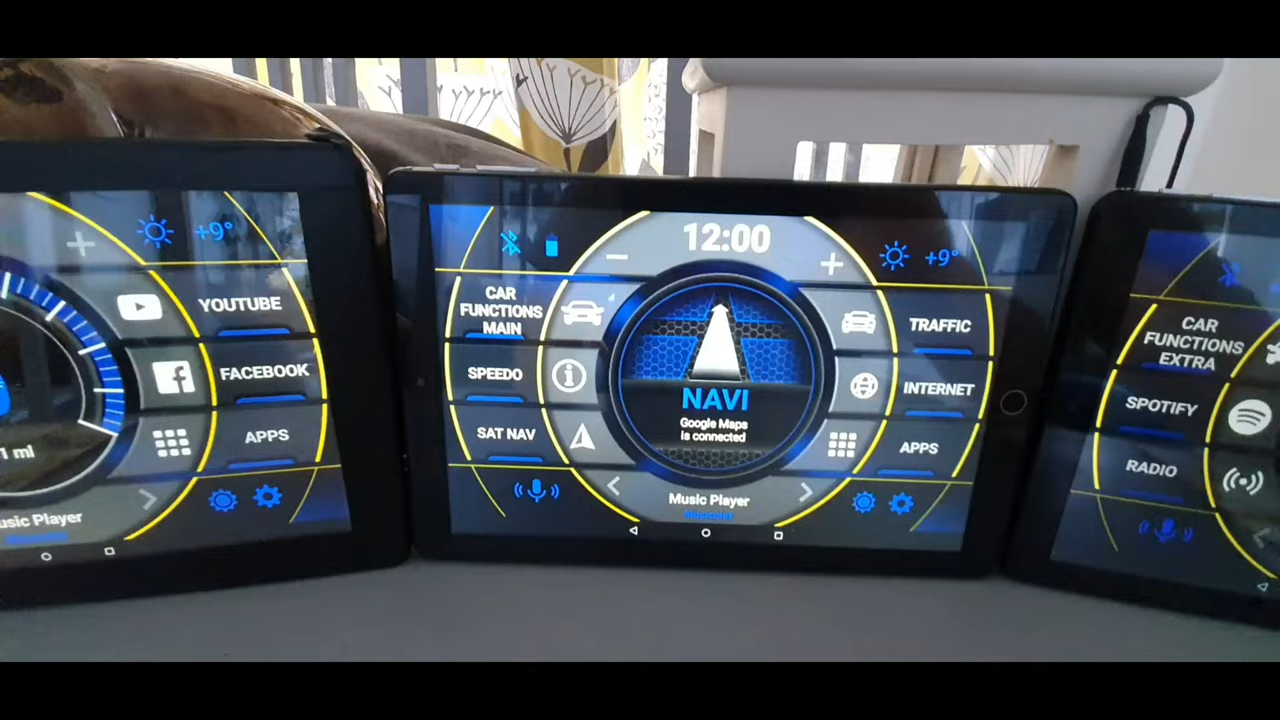 +9°
YOUTUBE
FACEBOOK
APPS
1 ml
usic Player
12:00
+9°
CAR
FUNCTIONS
MAIN
SPEEDO
SAT NAV
NAVI
Google Maps
is connected
TRAFFIC
INTERNET
APPS
Music Player
CAR
FUNCTIONS
EXTRA
SPOTIFY
RADIO